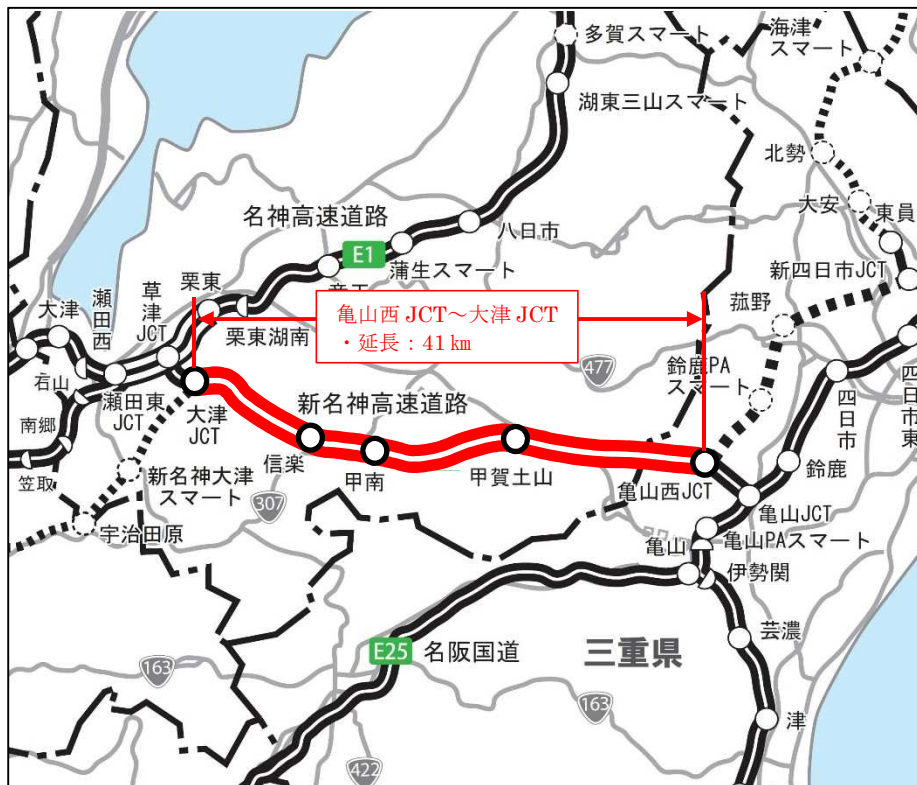 多賀スマート
海津
スマート
湖東三山スマート
北勢
大安
東員
名神高速道路
八日市
E1
蒲生スマート
新四日市JCT
栗東
草津
JCT
瀬田
西
大津
菰野
亀山西JCT～大津JCT
・延長：41㎞
栗東湖南
477
鈴鹿PA
スマート
石山
瀬田東
JCT
大津
JCT
新名神高速道路
四日市
四日市東
南郷
信楽
甲南
甲賀土山
亀山西JCT
鈴鹿
笠取
新名神大津
スマート
307
亀山JCT
宇治田原
亀山PAスマート
亀山
伊勢関
芸濃
E25
名阪国道
三重県
163
163
津
422